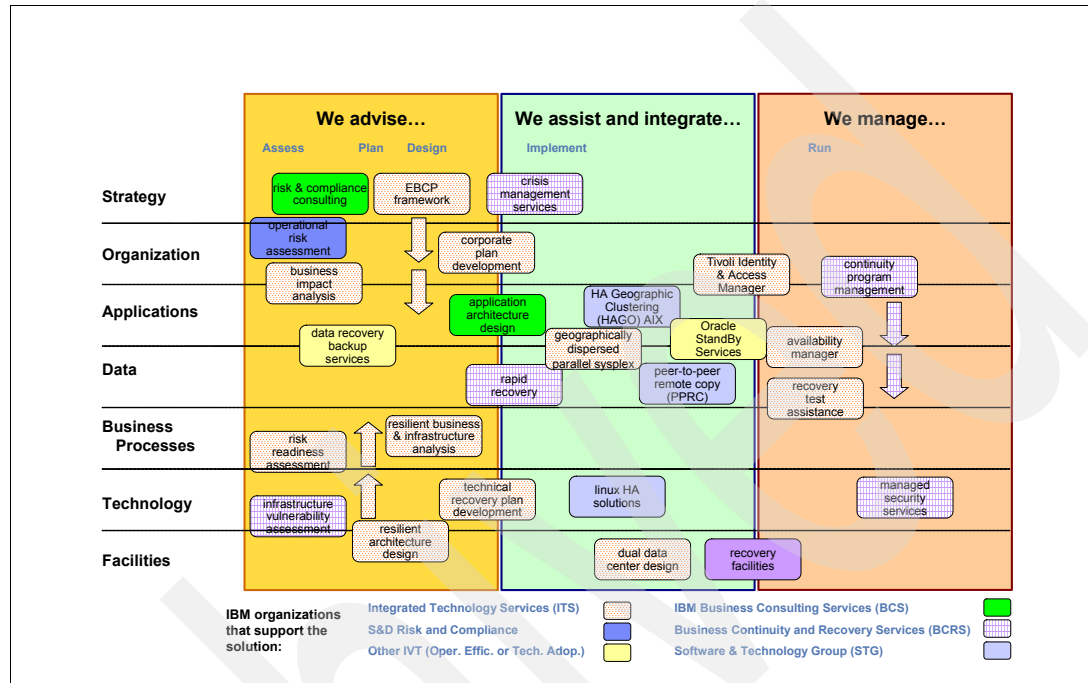 We advise…
We assist and integrate…
We manage…
Assess
Plan
Design
Implement
Run
Strategy
risk & compliance
consulting
EBCP
framework
crisis
management
services
Organization
operational
risk
assessment
corporate
plan
development
business
impact
analysis
Tivoli Identity
& Access
Manager
continuity
program
management
Applications
application
architecture
design
HA Geographic
Clustering
(HAGO) AIX
data recovery
backup
services
geographically
dispersed
parallel sysplex
Oracle
StandBy
Services
availability
manager
Data
rapid
recovery
peer-to-peer
remote copy
(PPRC)
recovery
test
assistance
Business
Processes
risk
readiness
assessment
resilient business
& infrastructure
analysis
Technology
infrastructure
vulnerability
assessment
technical
recovery plan
development
linux HA
solutions
managed
security
services
resilient
architecture
design
Facilities
dual data
center design
recovery
facilities
IBM organizations
that support the
solution:
Integrated Technology Services (ITS)
S&D Risk and Compliance
Other IVT (Oper. Effic. or Tech. Adop.)
IBM Business Consulting Services (BCS)
Business Continuity and Recovery Services (BCRS)
Software & Technology Group (STG)